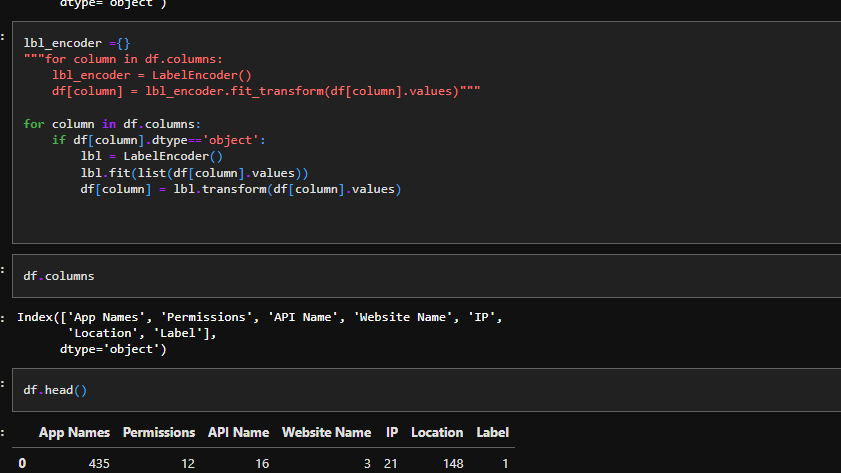 dtype='object')
lbl_encoder ={}
"""for column in df.columns:
    lbl_encoder = LabelEncoder()
    df[column] = lbl_encoder.fit_transform(df[column].values)"""
for column in df.columns:
    if df[column].dtype=='object':
        lbl = LabelEncoder()
        lbl.fit(list(df[column].values))
        df[column] = lbl.transform(df[column].values)
:
:
df.columns
:
Index(['App Names', 'Permissions', 'API Name', 'Website Name', 'IP',
       'Location', 'Label'],
      dtype='object')
:
df.head()
:
App Names Permissions API Name Website Name IP Location Label
0 435 12 16 3 21 148 1